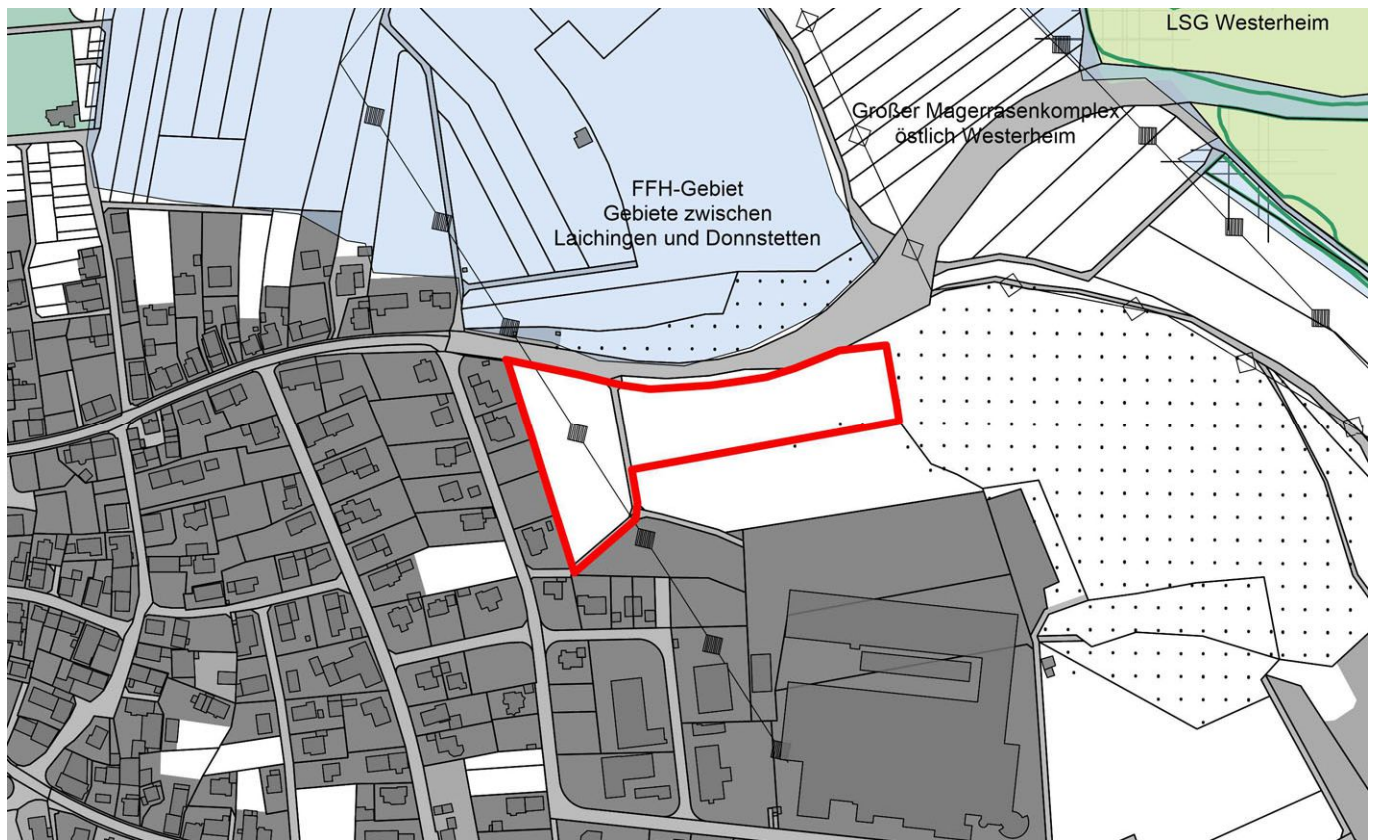 LSG Westerheim
Großer Magerrasenkomplex
östlich Westerheim
FFH-Gebiet
Gebiete zwischen
Laichingen und Donnstetten